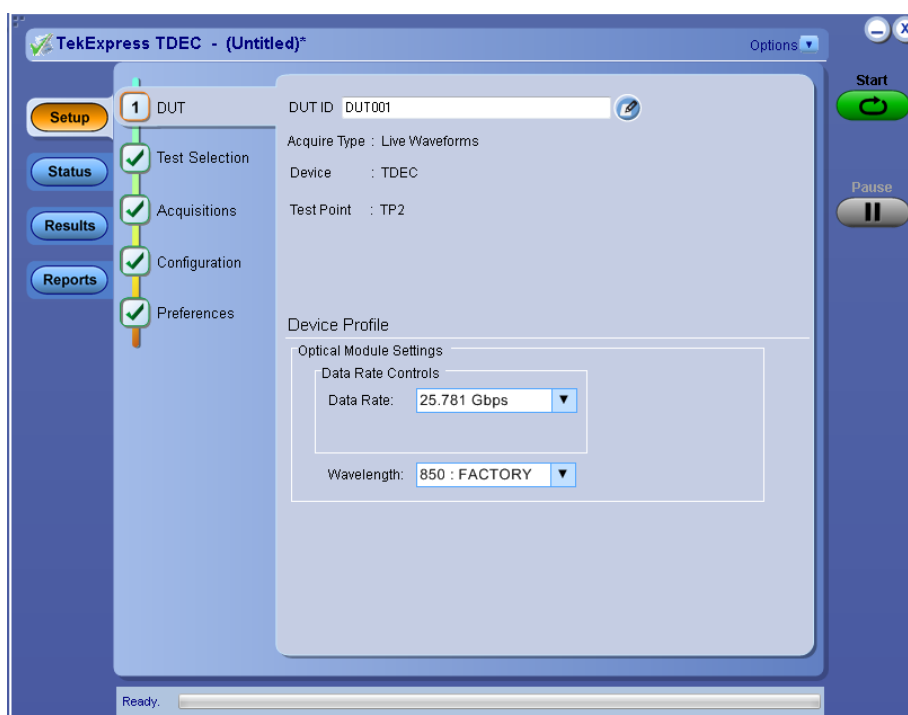 TekExpress TDEC - (Untitled)*
Options
X
Start
Pause
Setup
Status
Results
Reports
1 DUT
Test Selection
Acquisitions
Configuration
Preferences
DUT ID DUT001
Acquire Type : Live Waveforms
Device : TDEC
Test Point : TP2
Device Profile
Optical Module Settings
Data Rate Controls
Data Rate: 25.781 Gbps
Wavelength: 850 : FACTORY
Ready.